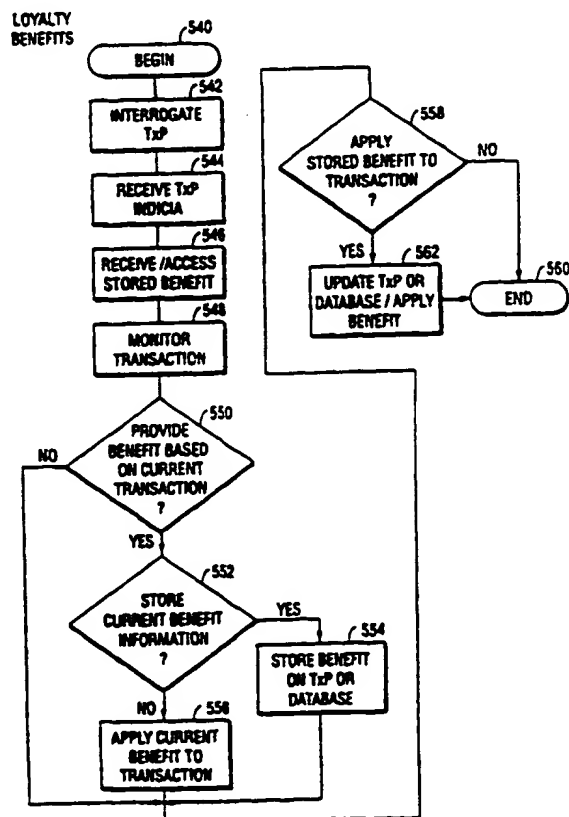 LOYALTY
BENEFITS
540
BEGIN
542
INTERROGATE
TxP
544
RECEIVE TxP
INDICIA
546
RECEIVE / ACCESS
STORED BENEFIT
548
MONITOR
TRANSACTION
550
PROVIDE
BENEFIT BASED
ON CURRENT
TRANSACTION
?
NO
YES
552
STORE
CURRENT BENEFIT
INFORMATION
?
YES
554
STORE BENEFIT
ON TxP OR
DATABASE
NO
556
APPLY CURRENT
BENEFIT TO
TRANSACTION
558
APPLY
STORED BENEFIT TO
TRANSACTION
?
NO
YES
562
UPDATE TxP OR
DATABASE / APPLY
BENEFIT
560
END